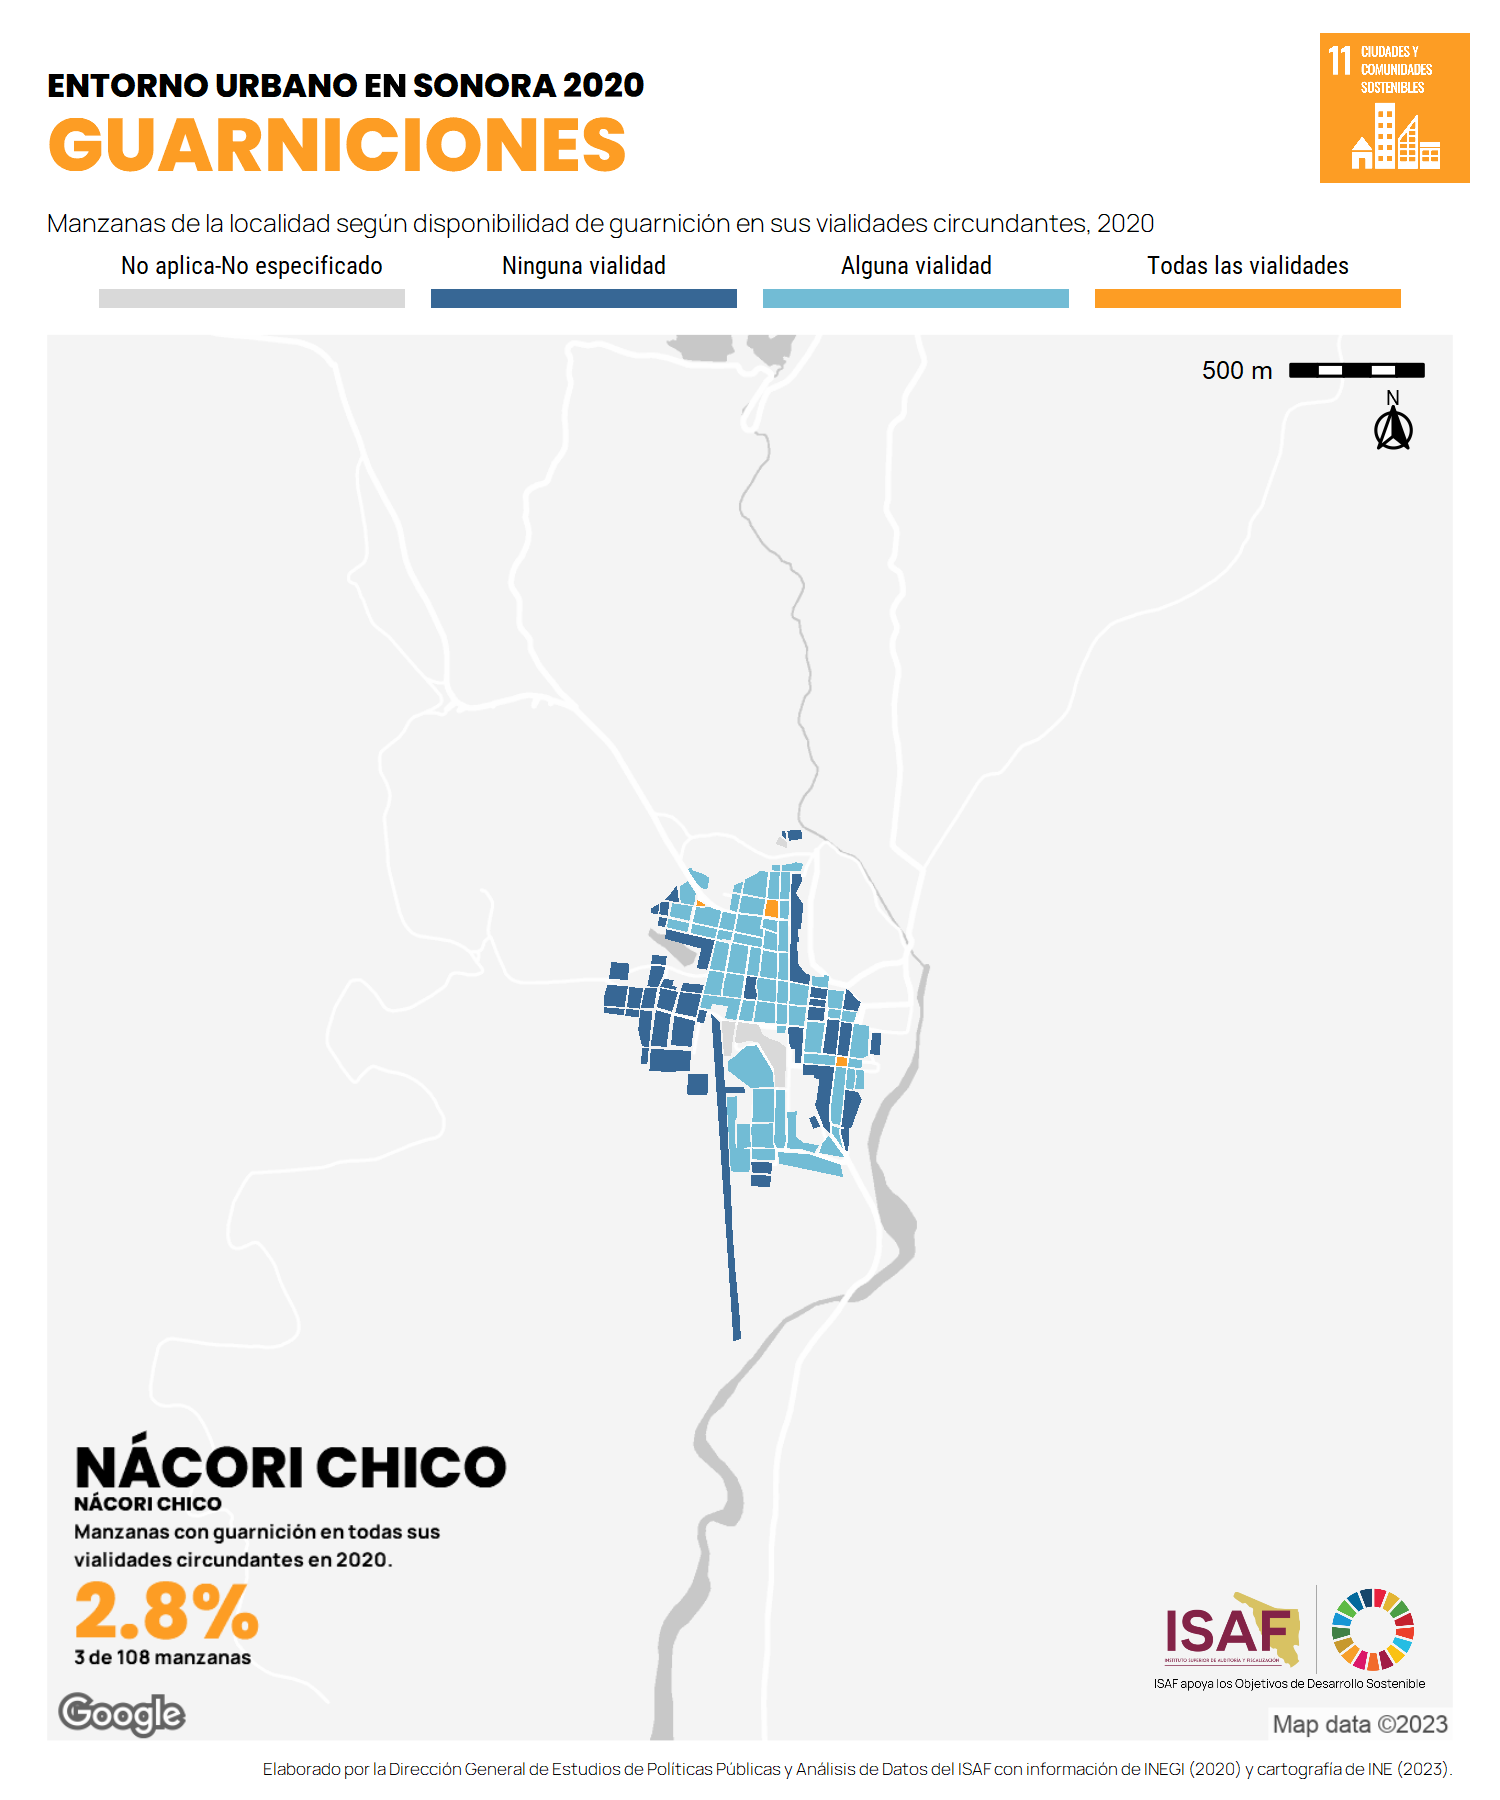 ENTORNO URBANO EN SONORA 2020
GUARNICIONES
11 CIUDADES Y
COMUNIDADES
SOSTENIBLES
Manzanas de la localidad según disponibilidad de guarnición en sus vialidades circundantes, 2020
No aplica-No especificado Ninguna vialidad Alguna vialidad Todas las vialidades
500 m
N
NÁCORI CHICO
NÁCORI CHICO
Manzanas con guarnición en todas sus
vialidades circundantes en 2020.
2.8%
3 de 108 manzanas
ISAF
INSTITUTO SUPERIOR DE AUDITORÍA Y FISCALIZACIÓN
ISAF apoya los Objetivos de Desarrollo Sostenible
Google
Map data ©2023
Elaborado por la Dirección General de Estudios de Políticas Públicas y Análisis de Datos del ISAF con información de INEGI (2020) y cartografía de INE (2023).